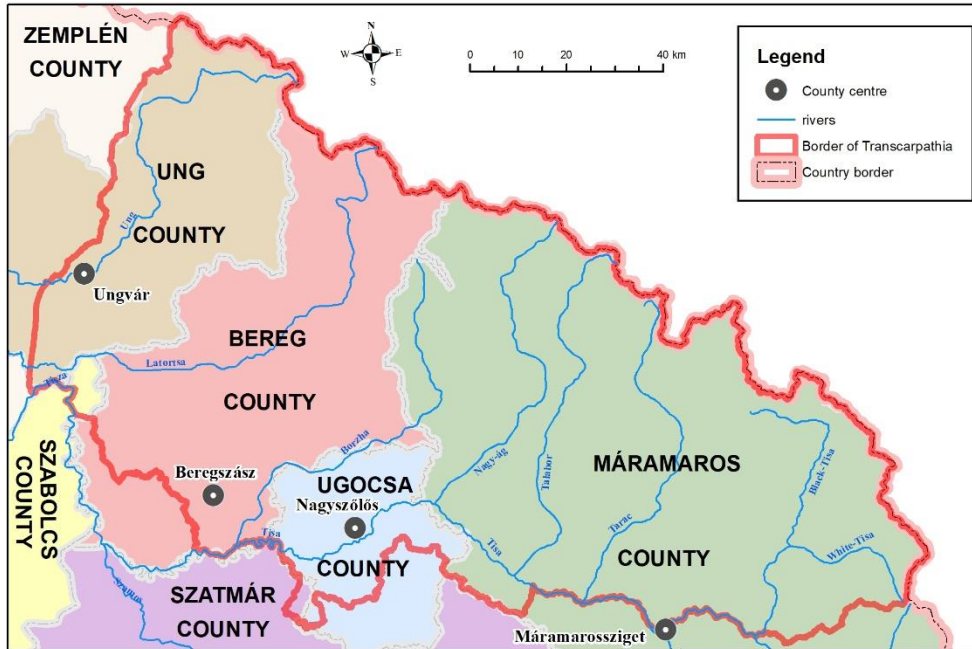 ZEMPLÉN
COUNTY
N
W E
S
0 10 20 40 km
Legend
County centre
rivers
Border of Transcarpathia
Country border
UNG
COUNTY
Ung
Ungvár
BEREG
COUNTY
Latortsa
Tisza
SZABOLCS
COUNTY
Beregszász
Borzha
UGOCSA
Nagyszőlős
COUNTY
Tisa
Nagy-ág
Talabor
MÁRAMAROS
COUNTY
Tarac
Black-Tisa
White-Tisa
Tisa
SZATMÁR
COUNTY
Máramarossziget